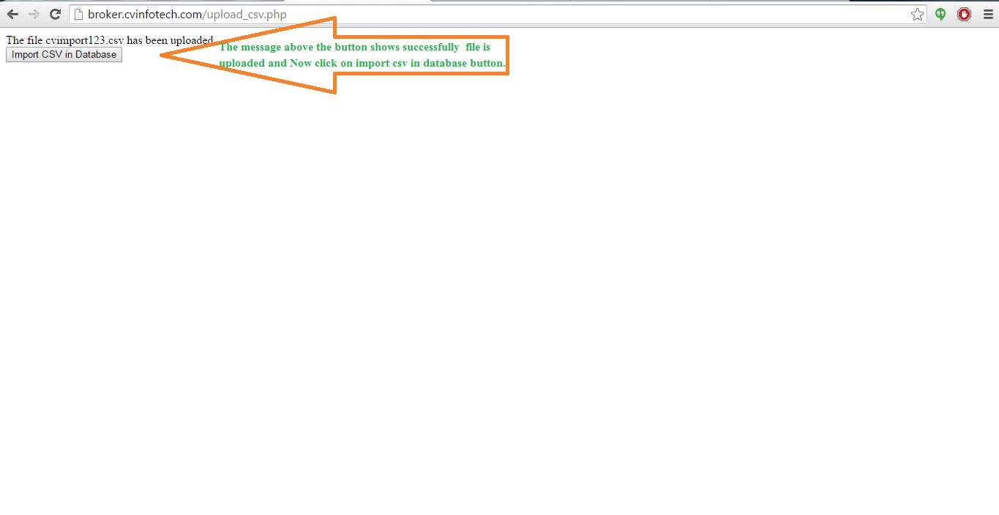 broker.cvinfotech.com/upload_csv.php
The file cvimport123.csv has been uploaded
Import CSV in Database
The message above the button shows successfully  file is
uploaded and Now click on import csv in database button.